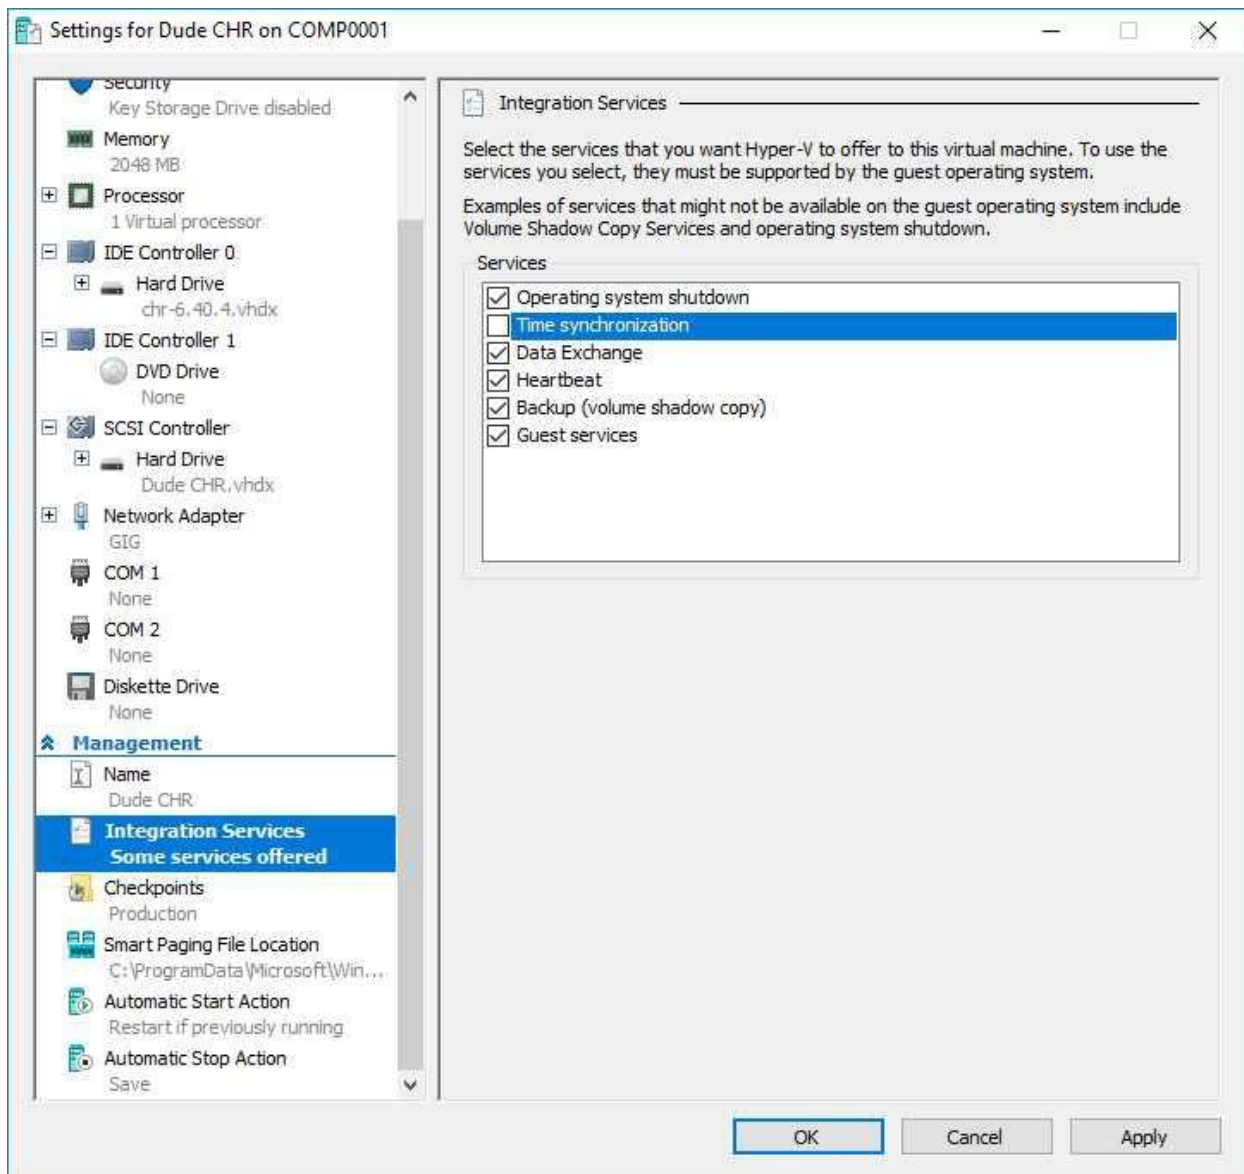 Settings for Dude CHR on COMP0001
Security
Key Storage Drive disabled
Memory
2048 MB
Processor
1 Virtual processor
IDE Controller 0
Hard Drive
chr-6.40.4.vhdx
IDE Controller 1
DVD Drive
None
SCSI Controller
Hard Drive
Dude CHR.vhdx
Network Adapter
GIG
COM 1
None
COM 2
None
Diskette Drive
None
Management
Name
Dude CHR
Integration Services
Some services offered
Checkpoints
Production
Smart Paging File Location
C:\ProgramData\Microsoft\Win...
Automatic Start Action
Restart if previously running
Automatic Stop Action
Save
Integration Services
Select the services that you want Hyper-V to offer to this virtual machine. To use the
services you select, they must be supported by the guest operating system.
Examples of services that might not be available on the guest operating system include
Volume Shadow Copy Services and operating system shutdown.
Services
Operating system shutdown
Time synchronization
Data Exchange
Heartbeat
Backup (volume shadow copy)
Guest services
OK
Cancel
Apply